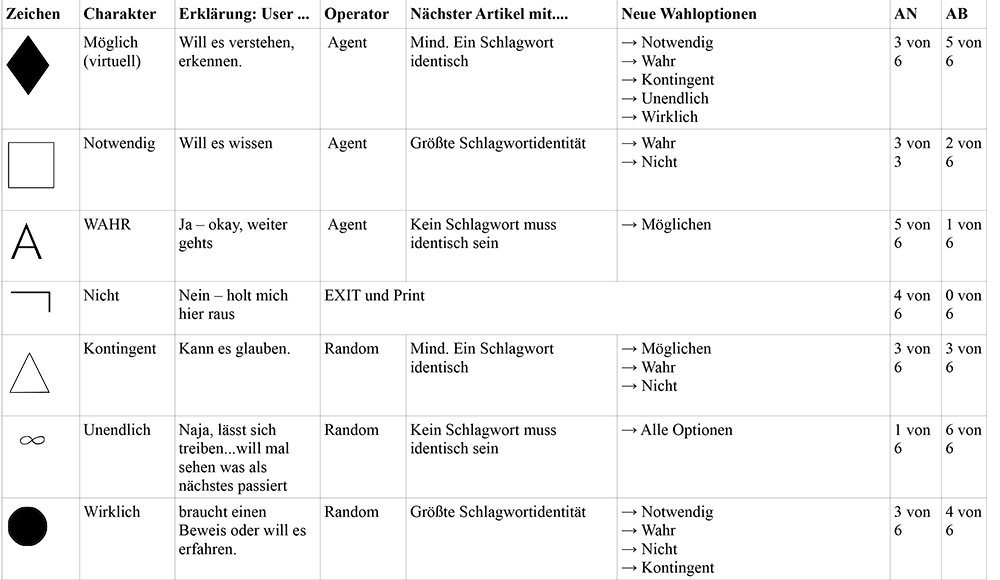 Zeichen Charakter Erklärung: User ... Operator Nächster Artikel mit.... Neue Wahloptionen AN AB
Möglich (virtuell) Will es verstehen, erkennen. Agent Mind. Ein Schlagwort identisch → Notwendig
→ Wahr
→ Kontingent
→ Unendlich
→ Wirklich
3 von 6 5 von 6
Notwendig Will es wissen Agent Größte Schlagwortidentität → Wahr
→ Nicht
3 von 3 2 von 6
A WAHR Ja – okay, weiter gehts Agent Kein Schlagwort muss identisch sein → Möglichen 5 von 6 1 von 6
Nicht Nein – holt mich hier raus EXIT und Print 4 von 6 0 von 6
Kontingent Kann es glauben. Random Mind. Ein Schlagwort identisch → Möglichen
→ Wahr
→ Nicht
3 von 6 3 von 6
∞ Unendlich Naja, lässt sich treiben...will mal sehen was als nächstes passiert Random Kein Schlagwort muss identisch sein → Alle Optionen 1 von 6 6 von 6
Wirklich braucht einen Beweis oder will es erfahren. Random Größte Schlagwortidentität → Notwendig
→ Wahr
→ Nicht
→ Kontingent
3 von 6 4 von 6